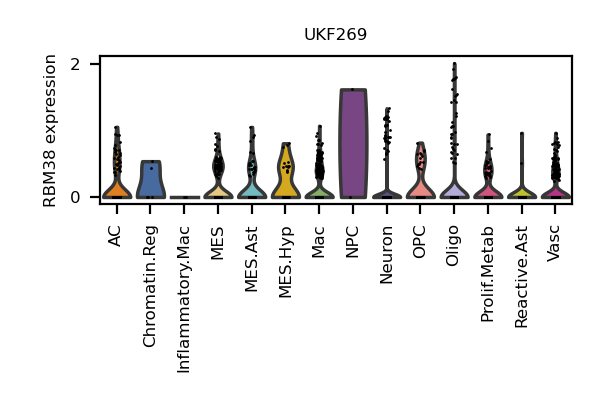 UKF269
RBM38 expression
2
0
AC
Chromatin.Reg
Inflammatory.Mac
MES
MES.Ast
MES.Hyp
Mac
NPC
Neuron
OPC
Oligo
Prolif.Metab
Reactive.Ast
Vasc